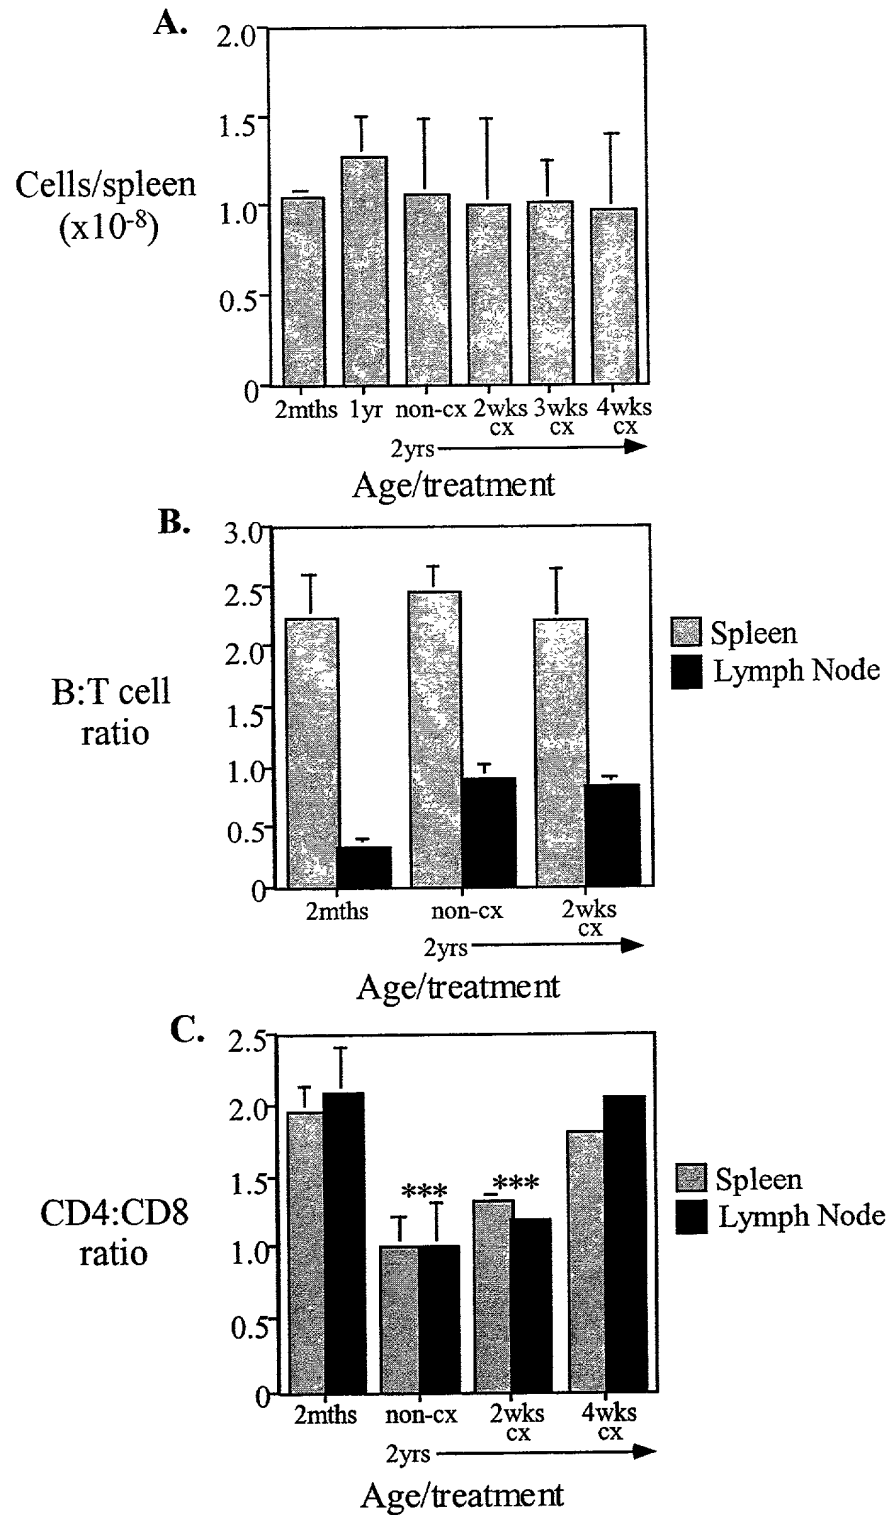 A.
2.0
1.5
1.0
0.5
0
Cells/spleen
(x10-8)
2mths 1yr non-cx 2wks 3wks 4wks
cx cx cx
2yrs
Age/treatment
B.
3.0
2.5
2.0
1.5
1.0
0.5
0
B:T cell
ratio
Spleen
Lymph Node
2mths non-cx 2wks
cx
2yrs
Age/treatment
C.
2.5
2.0
1.5
1.0
0.5
0
CD4:CD8
ratio
*** ***
Spleen
Lymph Node
2mths non-cx 2wks 4wks
cx cx
2yrs
Age/treatment